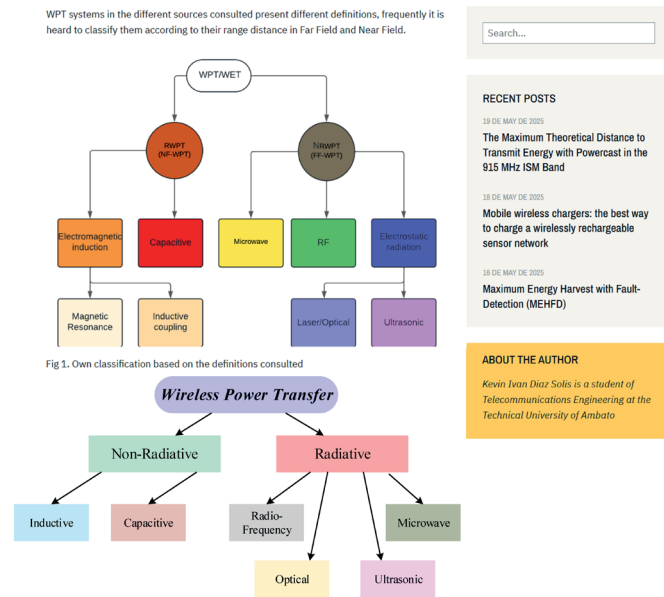 WPT systems in the different sources consulted present different definitions, frequently it is
heard to classify them according to their range distance in Far Field and Near Field.
WPT/WET
RWPT
(NF-WPT)
NRWPT
(FF-WPT)
Electromagnetic
induction
Capacitive
Microwave
RF
Electrostatic
radiation
Magnetic
Resonance
Inductive
coupling
Laser/Optical
Ultrasonic
Fig 1. Own classification based on the definitions consulted
Wireless Power Transfer
Non-Radiative
Radiative
Inductive
Capacitive
Radio-
Frequency
Microwave
Optical
Ultrasonic
Search...
RECENT POSTS
19 DE MAY DE 2025
The Maximum Theoretical Distance to
Transmit Energy with Powercast in the
915 MHz ISM Band
18 DE MAY DE 2025
Mobile wireless chargers: the best way
to charge a wirelessly rechargeable
sensor network
16 DE MAY DE 2025
Maximum Energy Harvest with Fault-
Detection (MEHFD)
ABOUT THE AUTHOR
Kevin Ivan Diaz Solis is a student of
Telecommunications Engineering at the
Technical University of Ambato